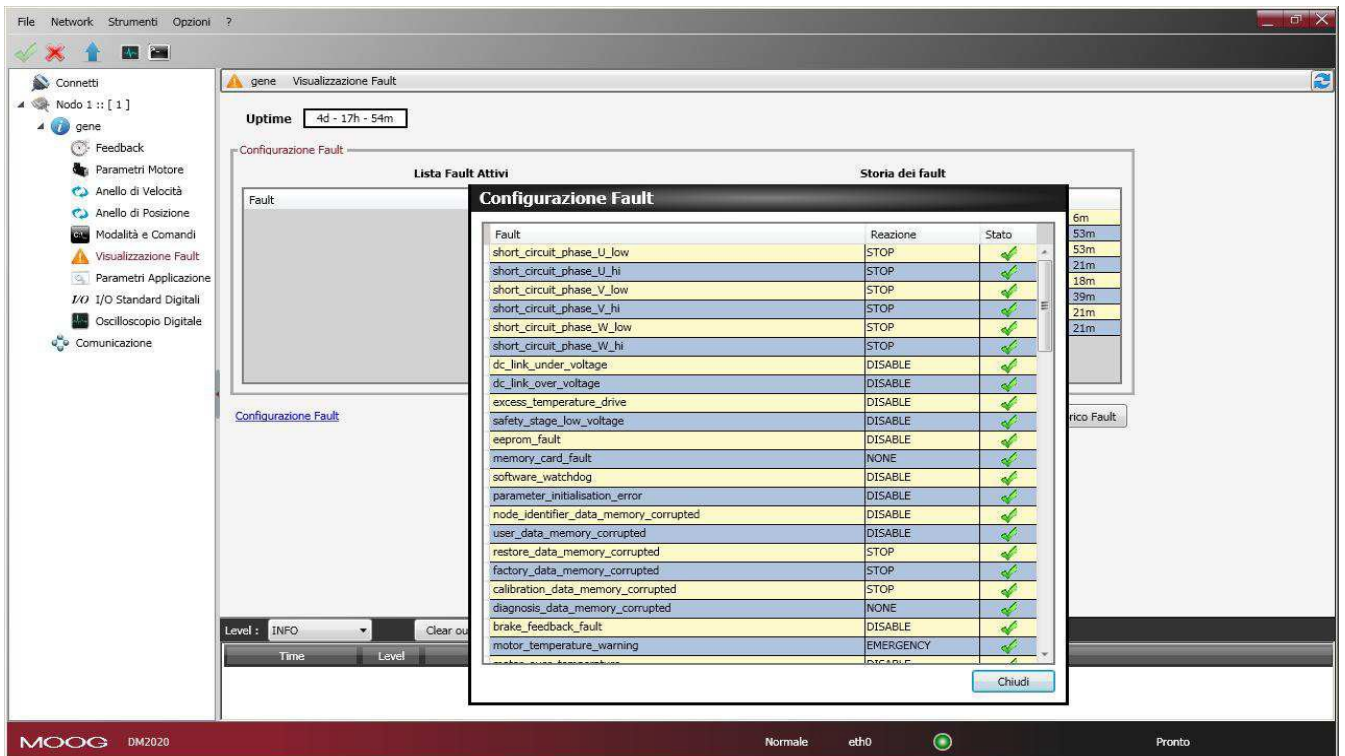 File Network Strumenti Opzioni ?
Connetti
Nodo 1 :: [ 1 ]
gene
Feedback
Parametri Motore
Anello di Velocità
Anello di Posizione
Modalità e Comandi
Visualizzazione Fault
Parametri Applicazione
I/O I/O Standard Digitali
Oscilloscopio Digitale
Comunicazione
gene Visualizzazione Fault
Uptime 4d - 17h - 54m
Configurazione Fault
Lista Fault Attivi
Storia dei fault
Fault
6m
53m
53m
21m
18m
39m
21m
21m
Configurazione Fault
rico Fault
Configurazione Fault
Fault Reazione Stato
short_circuit_phase_U_low STOP
short_circuit_phase_U_hi STOP
short_circuit_phase_V_low STOP
short_circuit_phase_V_hi STOP
short_circuit_phase_W_low STOP
short_circuit_phase_W_hi STOP
dc_link_under_voltage DISABLE
dc_link_over_voltage DISABLE
excess_temperature_drive DISABLE
safety_stage_low_voltage DISABLE
eeprom_fault DISABLE
memory_card_fault NONE
software_watchdog DISABLE
parameter_initialisation_error DISABLE
node_identifier_data_memory_corrupted DISABLE
user_data_memory_corrupted DISABLE
restore_data_memory_corrupted STOP
factory_data_memory_corrupted STOP
calibration_data_memory_corrupted STOP
diagnosis_data_memory_corrupted NONE
brake_feedback_fault DISABLE
motor_temperature_warning EMERGENCY
Chiudi
Level : INFO Clear ou
Time Level
MOOG DM2020 Normale eth0 Pronto